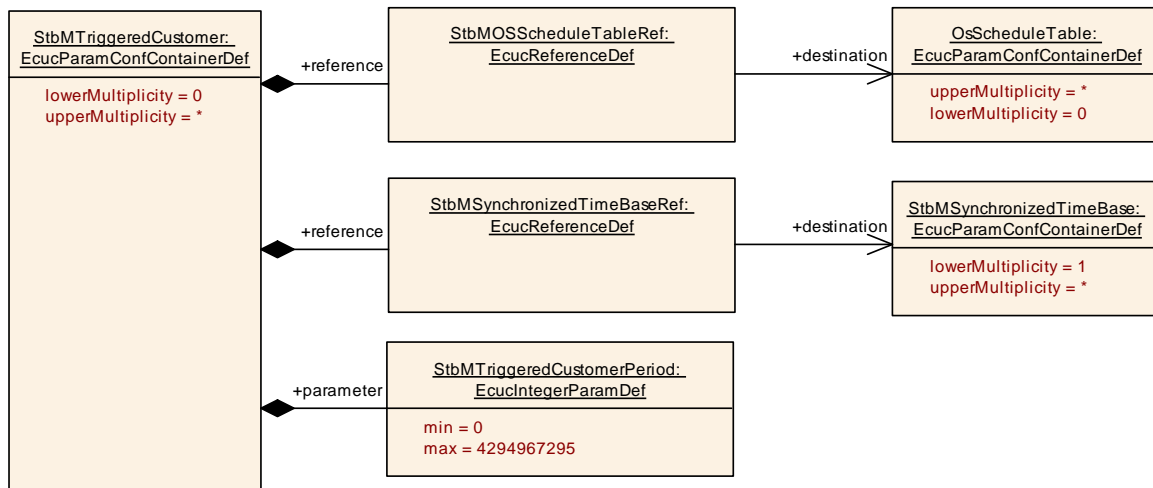 StbMTriggeredCustomer:
EcucParamConfContainerDef
lowerMultiplicity = 0
upperMultiplicity = *
+reference
StbMOSScheduleTableRef:
EcucReferenceDef
+destination
OsScheduleTable:
EcucParamConfContainerDef
upperMultiplicity = *
lowerMultiplicity = 0
+reference
StbMSynchronizedTimeBaseRef:
EcucReferenceDef
+destination
StbMSynchronizedTimeBase:
EcucParamConfContainerDef
lowerMultiplicity = 1
upperMultiplicity = *
+parameter
StbMTriggeredCustomerPeriod:
EcucIntegerParamDef
min = 0
max = 4294967295